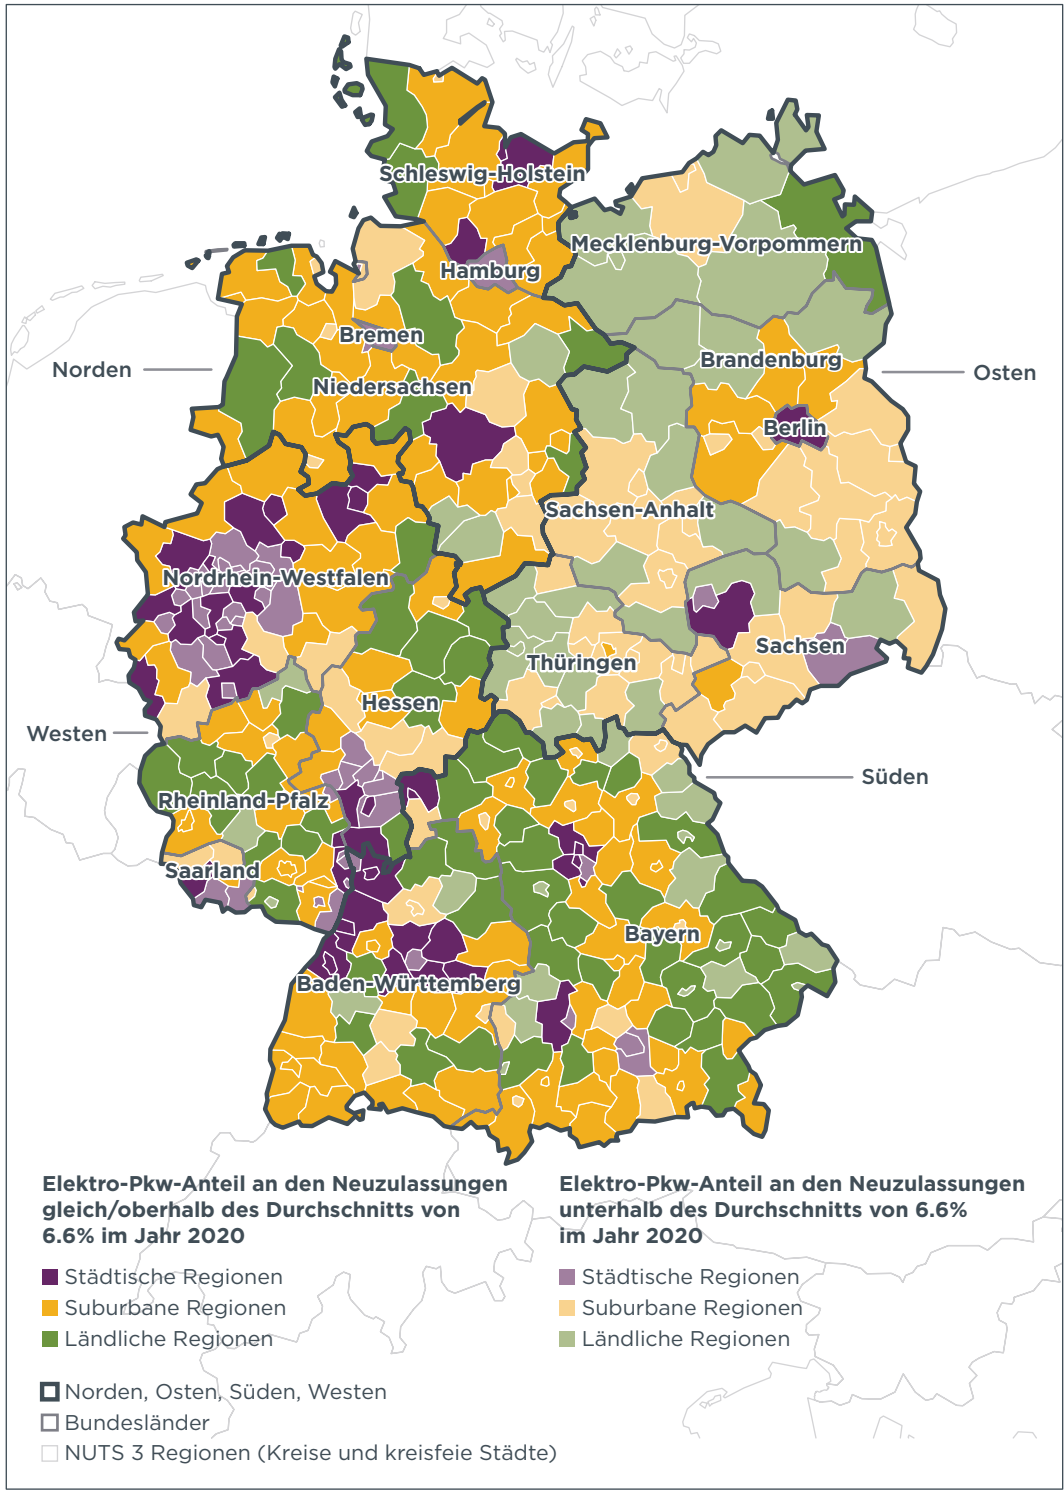 Schleswig-Holstein
Mecklenburg-Vorpommern
Hamburg
Bremen
Brandenburg
Norden
Osten
Niedersachsen
Berlin
Sachsen-Anhalt
Nordrhein-Westfalen
Sachsen
Thüringen
Hessen
Westen
Süden
Rheinland-Pfalz
Saarland
Bayern
Baden-Württemberg
Elektro-Pkw-Anteil an den Neuzulassungen
gleich/oberhalb des Durchschnitts von
6.6% im Jahr 2020
Städtische Regionen
Suburbane Regionen
Ländliche Regionen
Elektro-Pkw-Anteil an den Neuzulassungen
unterhalb des Durchschnitts von 6.6%
im Jahr 2020
Städtische Regionen
Suburbane Regionen
Ländliche Regionen
Norden, Osten, Süden, Westen
Bundesländer
NUTS 3 Regionen (Kreise und kreisfeie Städte)